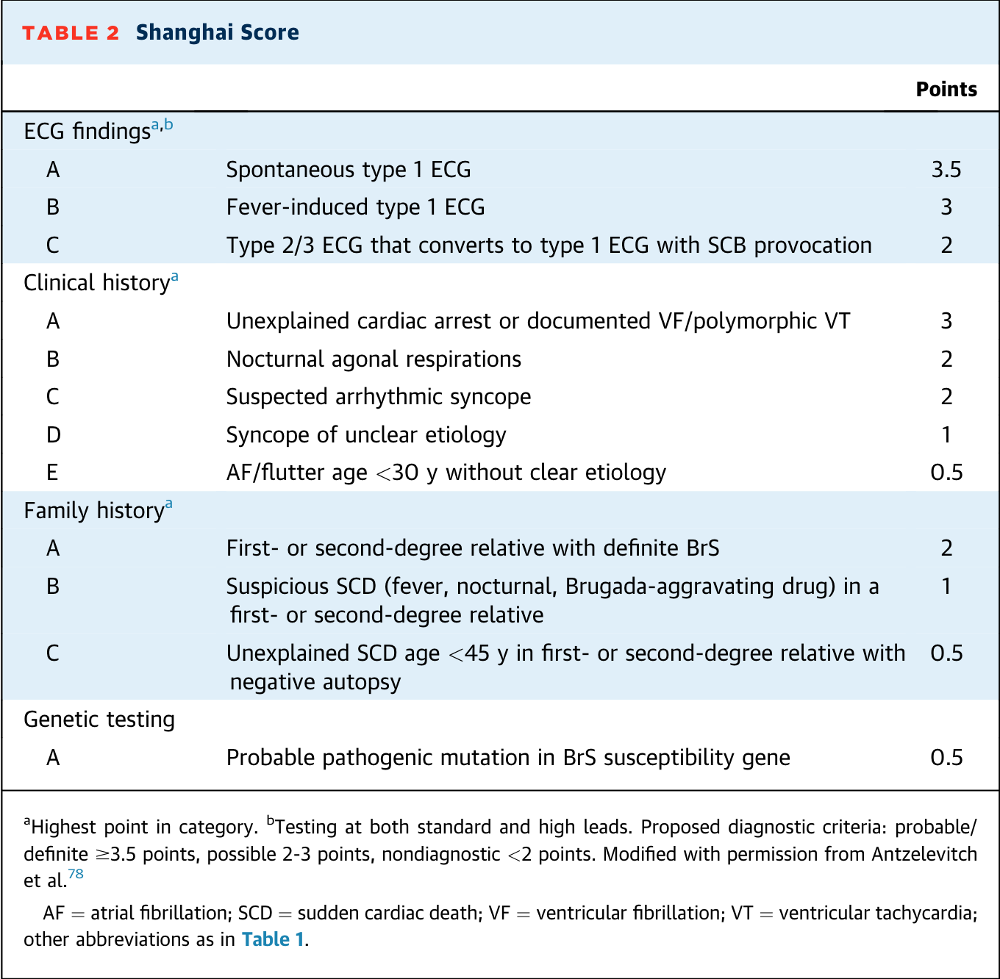 TABLE 2 Shanghai Score
Points
ECG findingsa,b
A Spontaneous type 1 ECG 3.5
B Fever-induced type 1 ECG 3
C Type 2/3 ECG that converts to type 1 ECG with SCB provocation 2
Clinical historya
A Unexplained cardiac arrest or documented VF/polymorphic VT 3
B Nocturnal agonal respirations 2
C Suspected arrhythmic syncope 2
D Syncope of unclear etiology 1
E AF/flutter age <30 y without clear etiology 0.5
Family historya
A First- or second-degree relative with definite BrS 2
B Suspicious SCD (fever, nocturnal, Brugada-aggravating drug) in a 1
first- or second-degree relative
C Unexplained SCD age <45 y in first- or second-degree relative with 0.5
negative autopsy
Genetic testing
A Probable pathogenic mutation in BrS susceptibility gene 0.5
aHighest point in category. bTesting at both standard and high leads. Proposed diagnostic criteria: probable/
definite ≥3.5 points, possible 2-3 points, nondiagnostic <2 points. Modified with permission from Antzelevitch
et al.78
AF = atrial fibrillation; SCD = sudden cardiac death; VF = ventricular fibrillation; VT = ventricular tachycardia;
other abbreviations as in Table 1.